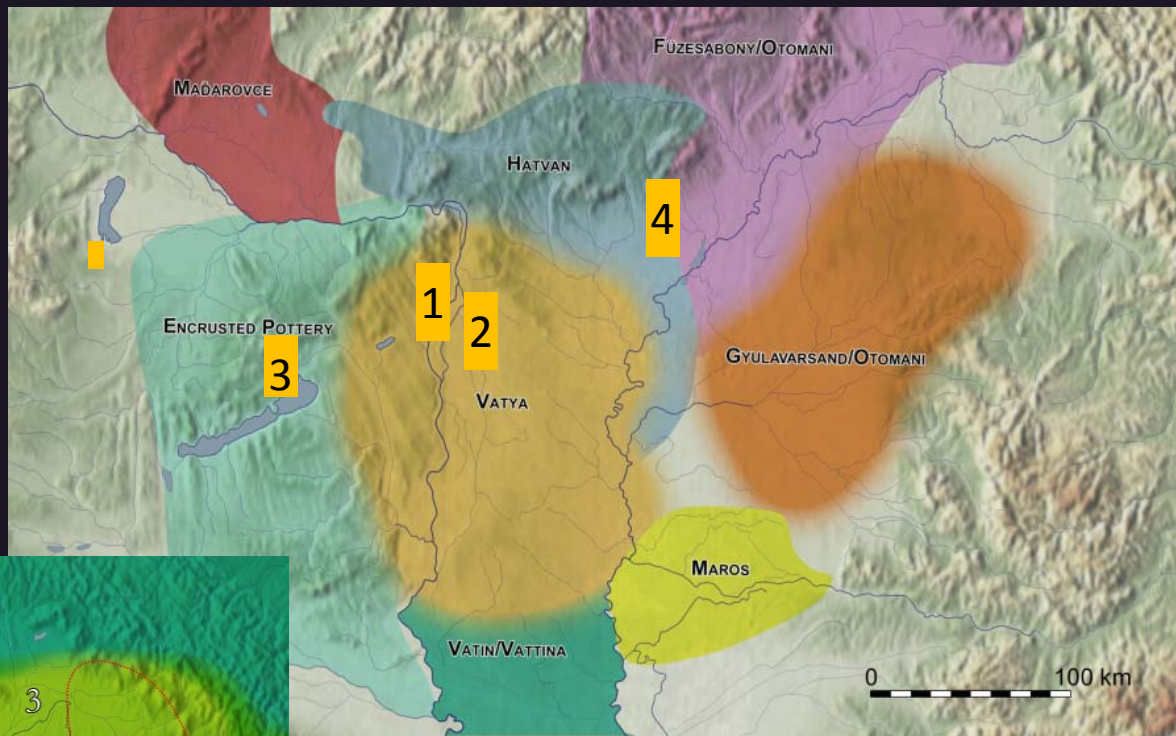 FÜZESABONY/OTOMANI
MAĎAROVCE
HATVAN
4
1
2
ENCRUSTED POTTERY
3
GYULAVARSAND/OTOMANI
VATYA
MAROS
VATIN/VATTINA
0 100 km
3